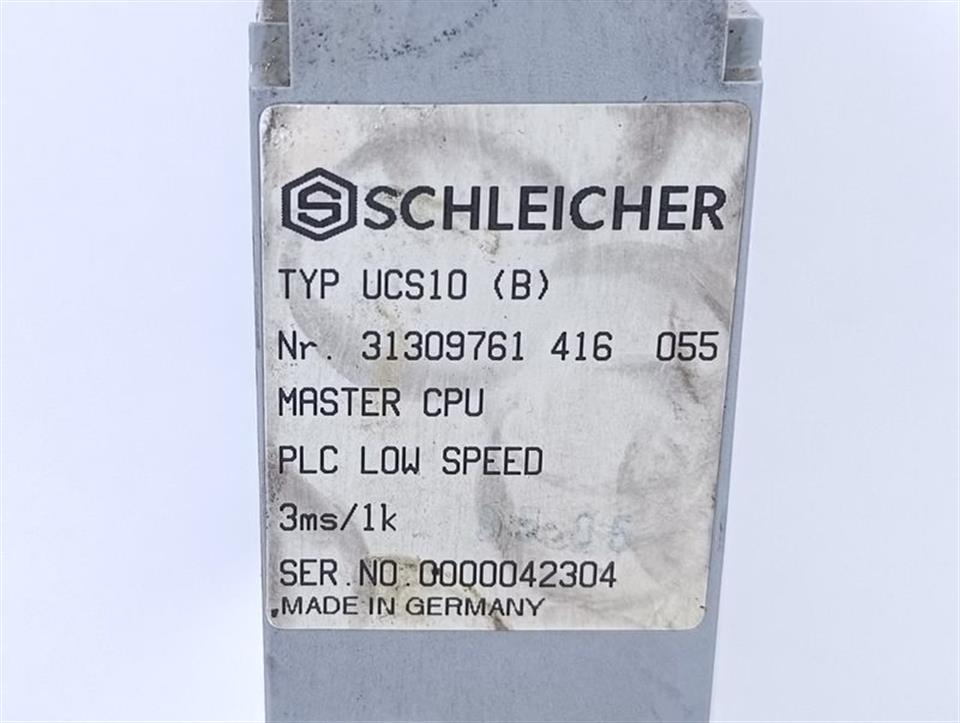 SCHLEICHER
TYP UCS10 (B)
Nr. 31309761 416 055
MASTER CPU
PLC LOW SPEED
3ms/1k
SER.NO.0000042304
MADE IN GERMANY